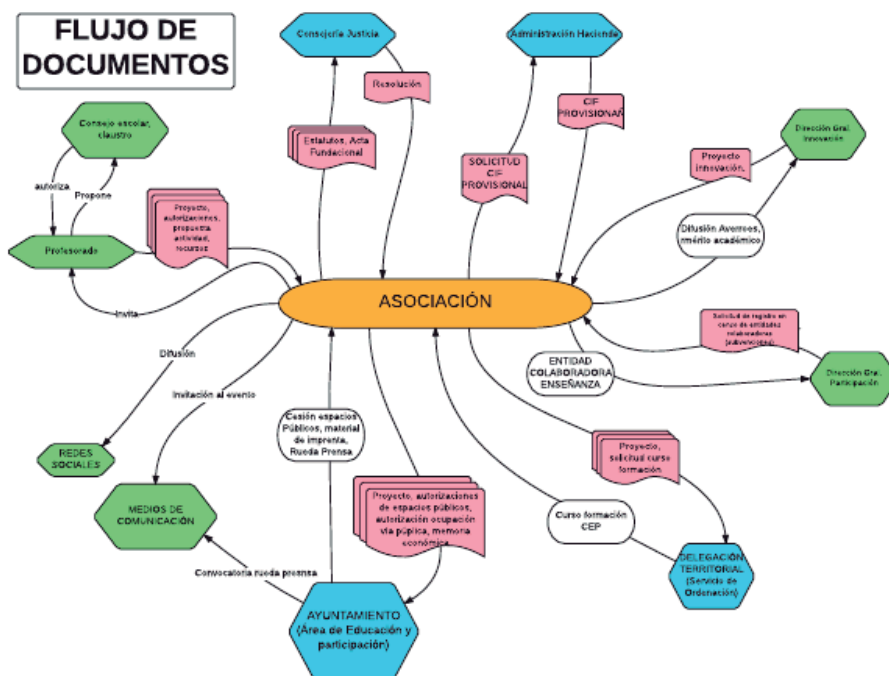 FLUJO DE
DOCUMENTOS
Consejería Justicia
Administración Hacienda
Resolución
CIF
PROVISIONAÑ
Estatutos, Acta
Fundacional
SOLICITUD
CIF
PROVISIONAL
Dirección Gral.
Innovación
Proyecto
innovación.
Difusión Averroes,
mérito académico
Consejo escolar,
claustro
autoriza
Propone
Proyecto,
autorizaciones,
propuesta
actividad,
recursos
Profesorado
Invita
ASOCIACIÓN
Solicitud de registro en
censo de entidades
colaboradoras
(subvenciones)
ENTIDAD
COLABORADORA
ENSEÑANZA
Dirección Gral.
Participación
Difusión
Invitación al evento
Cesión espacios
Públicos, material
de imprenta,
Rueda Prensa
REDES
SOCIALES
MEDIOS DE
COMUNICACIÓN
Proyecto, autorizaciones
de espacios públicos,
autorización ocupación
vía púplica, memoria
económica
Proyecto,
solicitud curso
formación
Curso formación
CEP
DELEGACIÓN
TERRITORIAL
(Servicio de
Ordenación)
Convocatoria rueda prernsa
AYUNTAMIENTO
(Área de Educación y
participación)